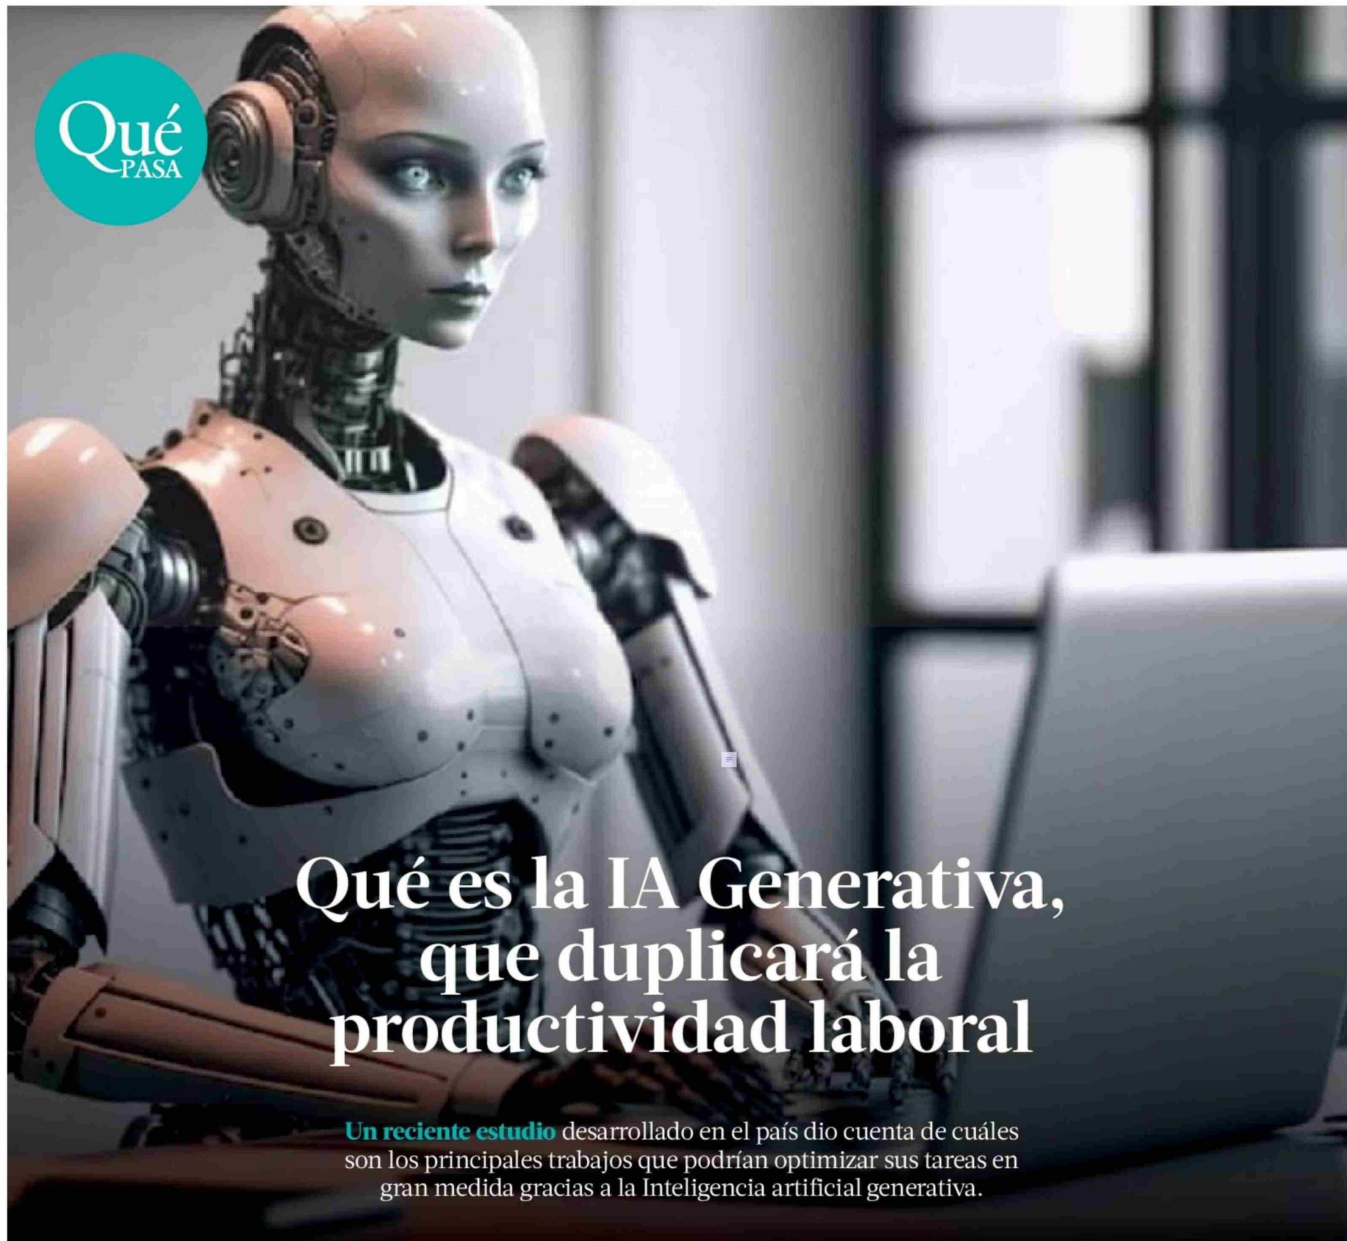 Qué
PASA
Qué es la IA Generativa,
que duplicará la
productividad laboral
Un reciente estudio desarrollado en el país dio cuenta de cuáles
son los principales trabajos que podrían optimizar sus tareas en
gran medida gracias a la Inteligencia artificial generativa.